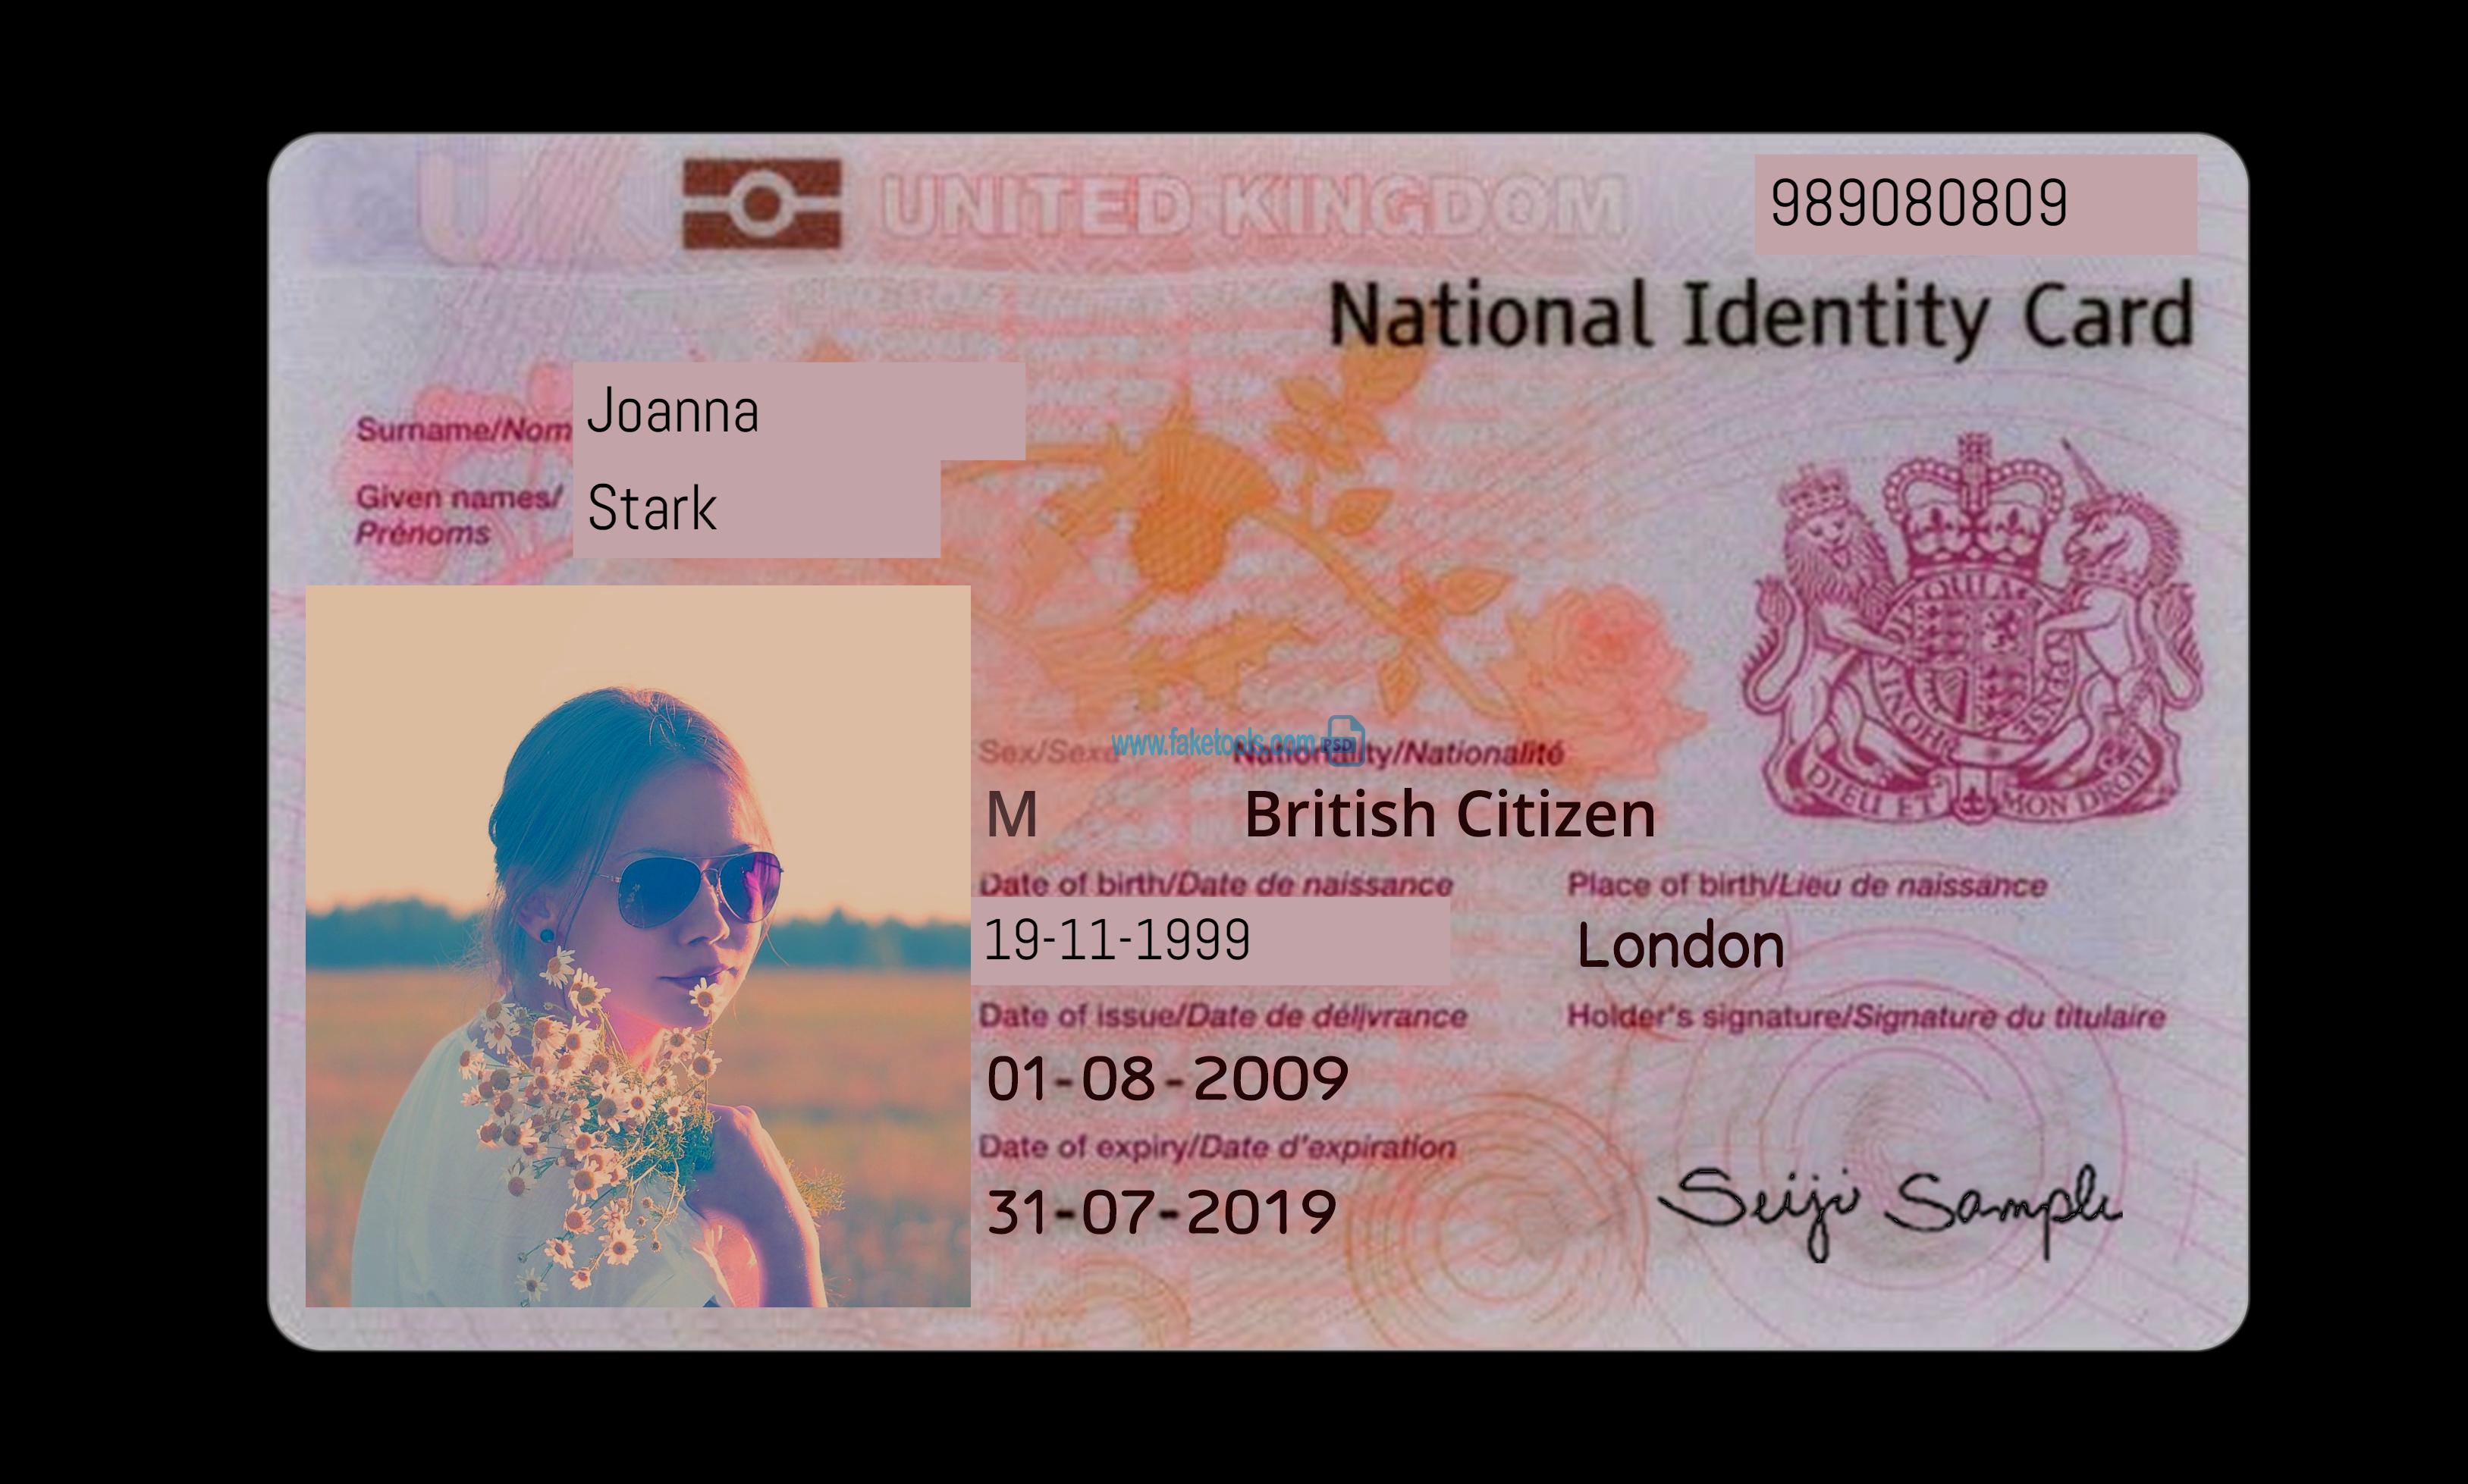 UK
UNITED KINGDOM
989080809
National Identity Card
Surname/Nom
Joanna
Given names/
Prénoms
Stark
www.faketools.com
PSD
Nationality/Nationalité
M
British Citizen
DIEU ET MON DROIT
Date of birth/Date de naissance
Place of birth/Lieu de naissance
19-11-1999
London
Date of issue/Date de délivrance
Holder's signature/Signature du titulaire
01-08-2009
Date of expiry/Date d'expiration
31-07-2019
Seiji Sample